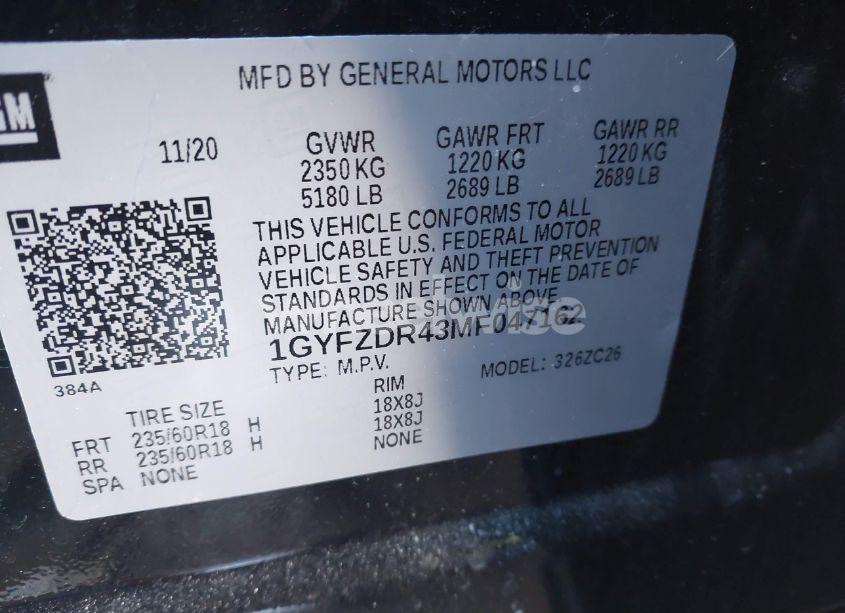 GM
MFD BY GENERAL MOTORS LLC
11/20
GVWR
2350 KG
5180 LB
GAWR FRT
1220 KG
2689 LB
GAWR RR
1220 KG
2689 LB
THIS VEHICLE CONFORMS TO ALL
APPLICABLE U.S. FEDERAL MOTOR
VEHICLE SAFETY AND THEFT PREVENTION
STANDARDS IN EFFECT ON THE DATE OF
MANUFACTURE SHOWN ABOVE
1GYFZDR43MF047162
TYPE: M.P.V.
MODEL: 326ZC26
384A
TIRE SIZE
RIM
FRT 235/60R18 H 18X8J
RR 235/60R18 H 18X8J
SPA NONE NONE